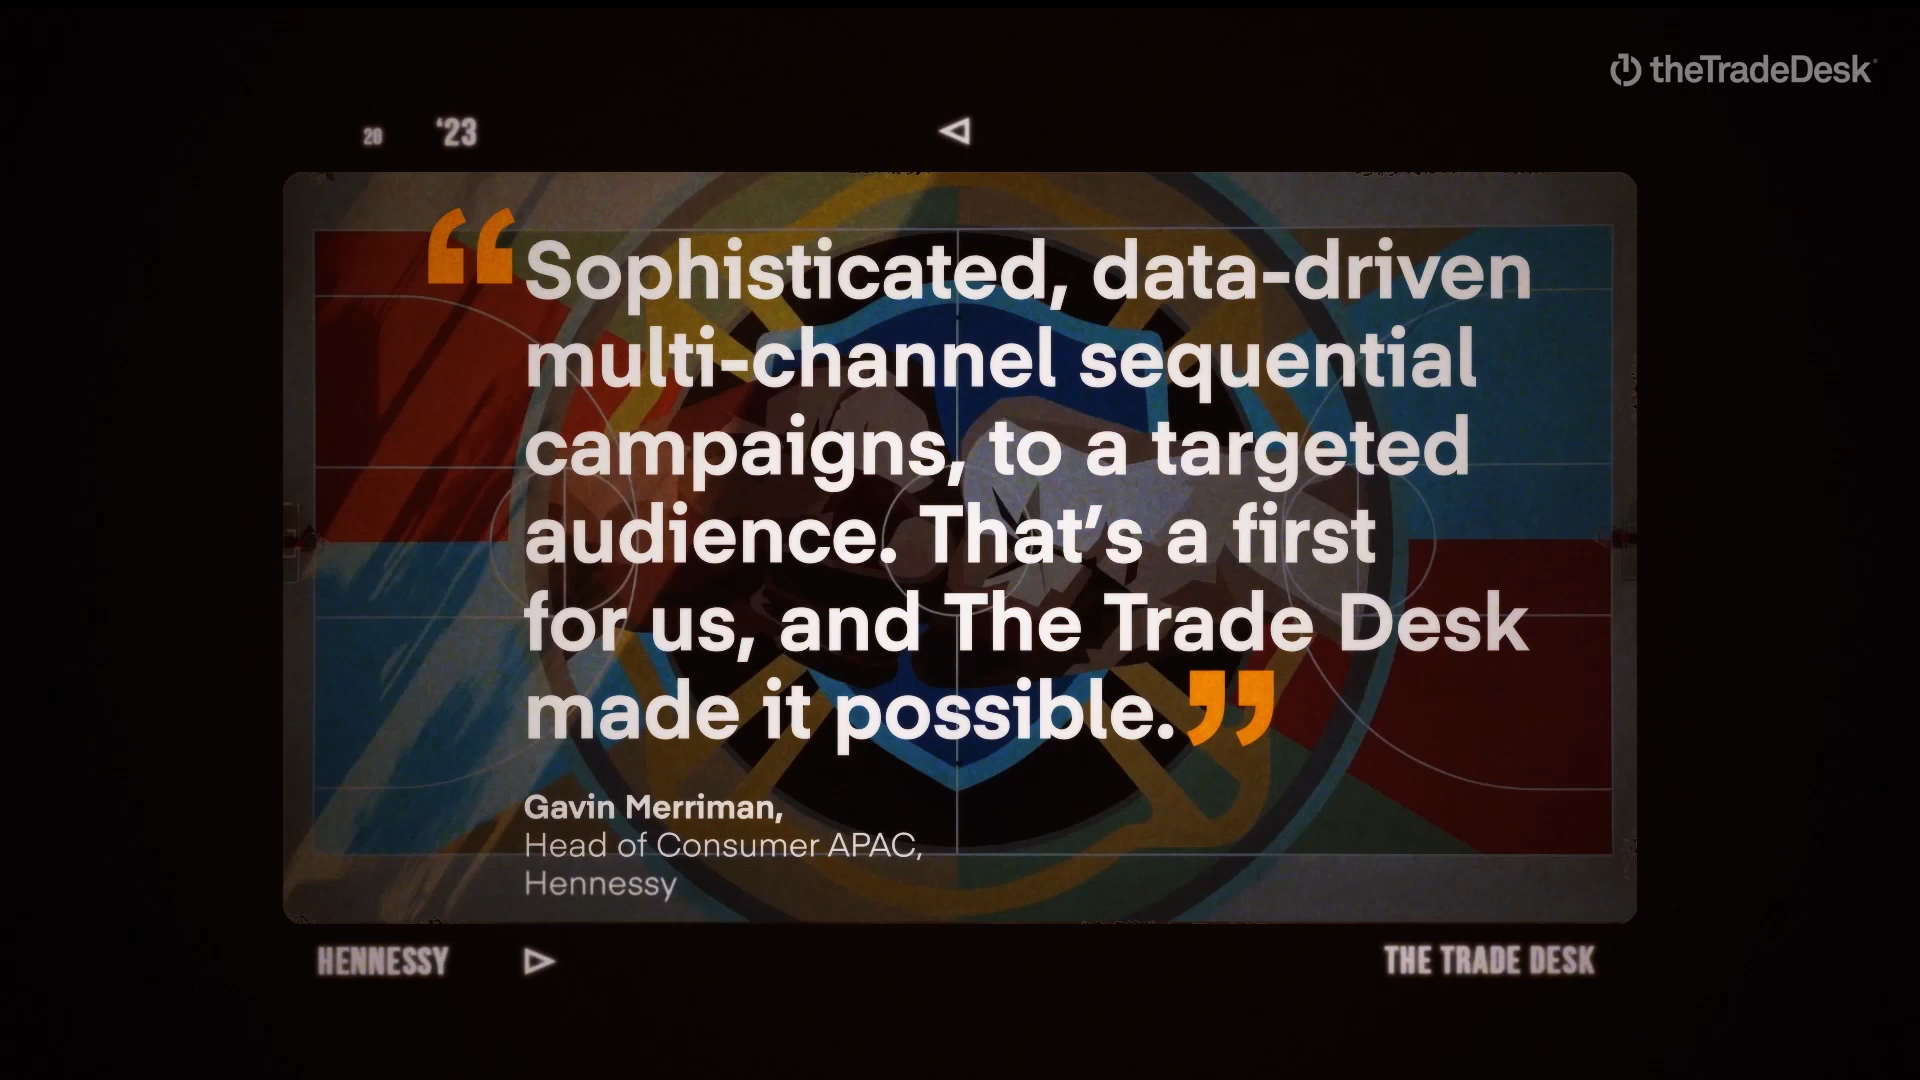 theTradeDesk
20 ‘23
“Sophisticated, data-driven
multi-channel sequential
campaigns, to a targeted
audience. That’s a first
for us, and The Trade Desk
made it possible.”
Gavin Merriman,
Head of Consumer APAC,
Hennessy
HENNESSY THE TRADE DESK